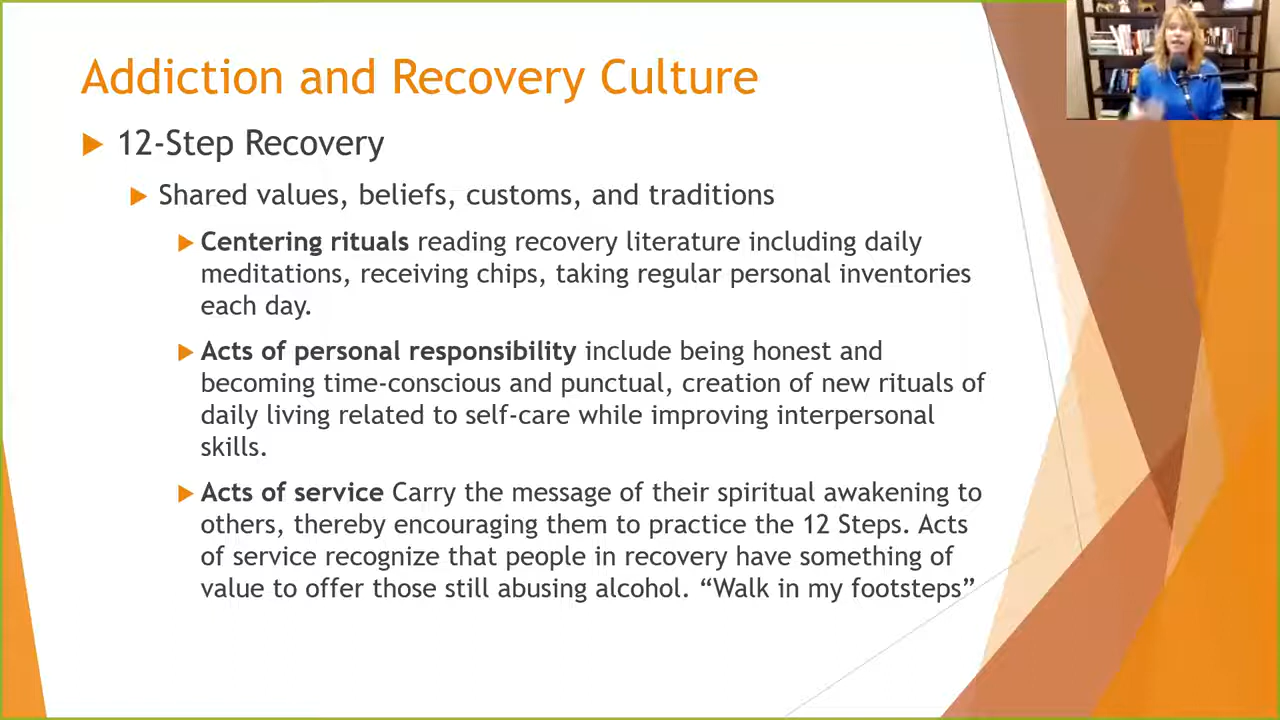 Addiction and Recovery Culture
12-Step Recovery
Shared values, beliefs, customs, and traditions
Centering rituals reading recovery literature including daily
meditations, receiving chips, taking regular personal inventories
each day.
Acts of personal responsibility include being honest and
becoming time-conscious and punctual, creation of new rituals of
daily living related to self-care while improving interpersonal
skills.
Acts of service Carry the message of their spiritual awakening to
others, thereby encouraging them to practice the 12 Steps. Acts
of service recognize that people in recovery have something of
value to offer those still abusing alcohol. “Walk in my footsteps”